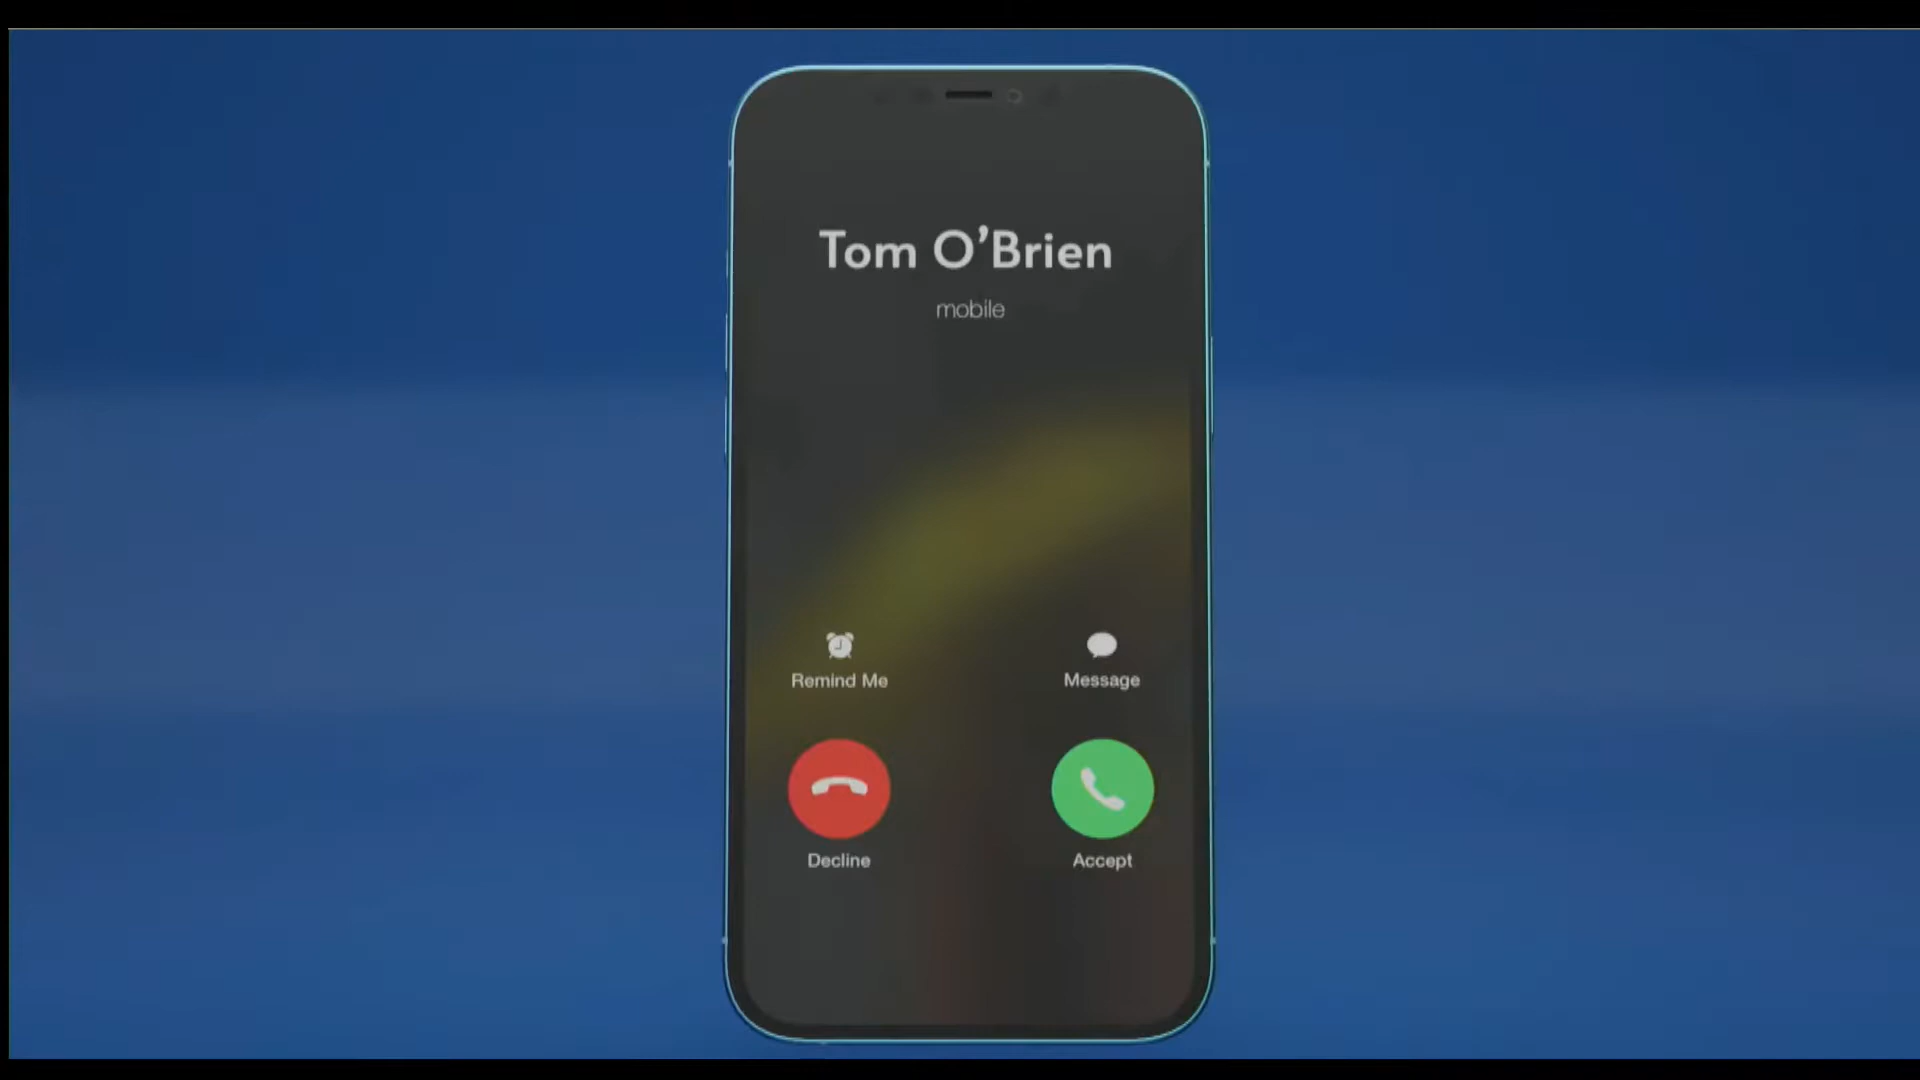 Tom O’Brien
mobile
Remind Me
Message
Decline
Accept